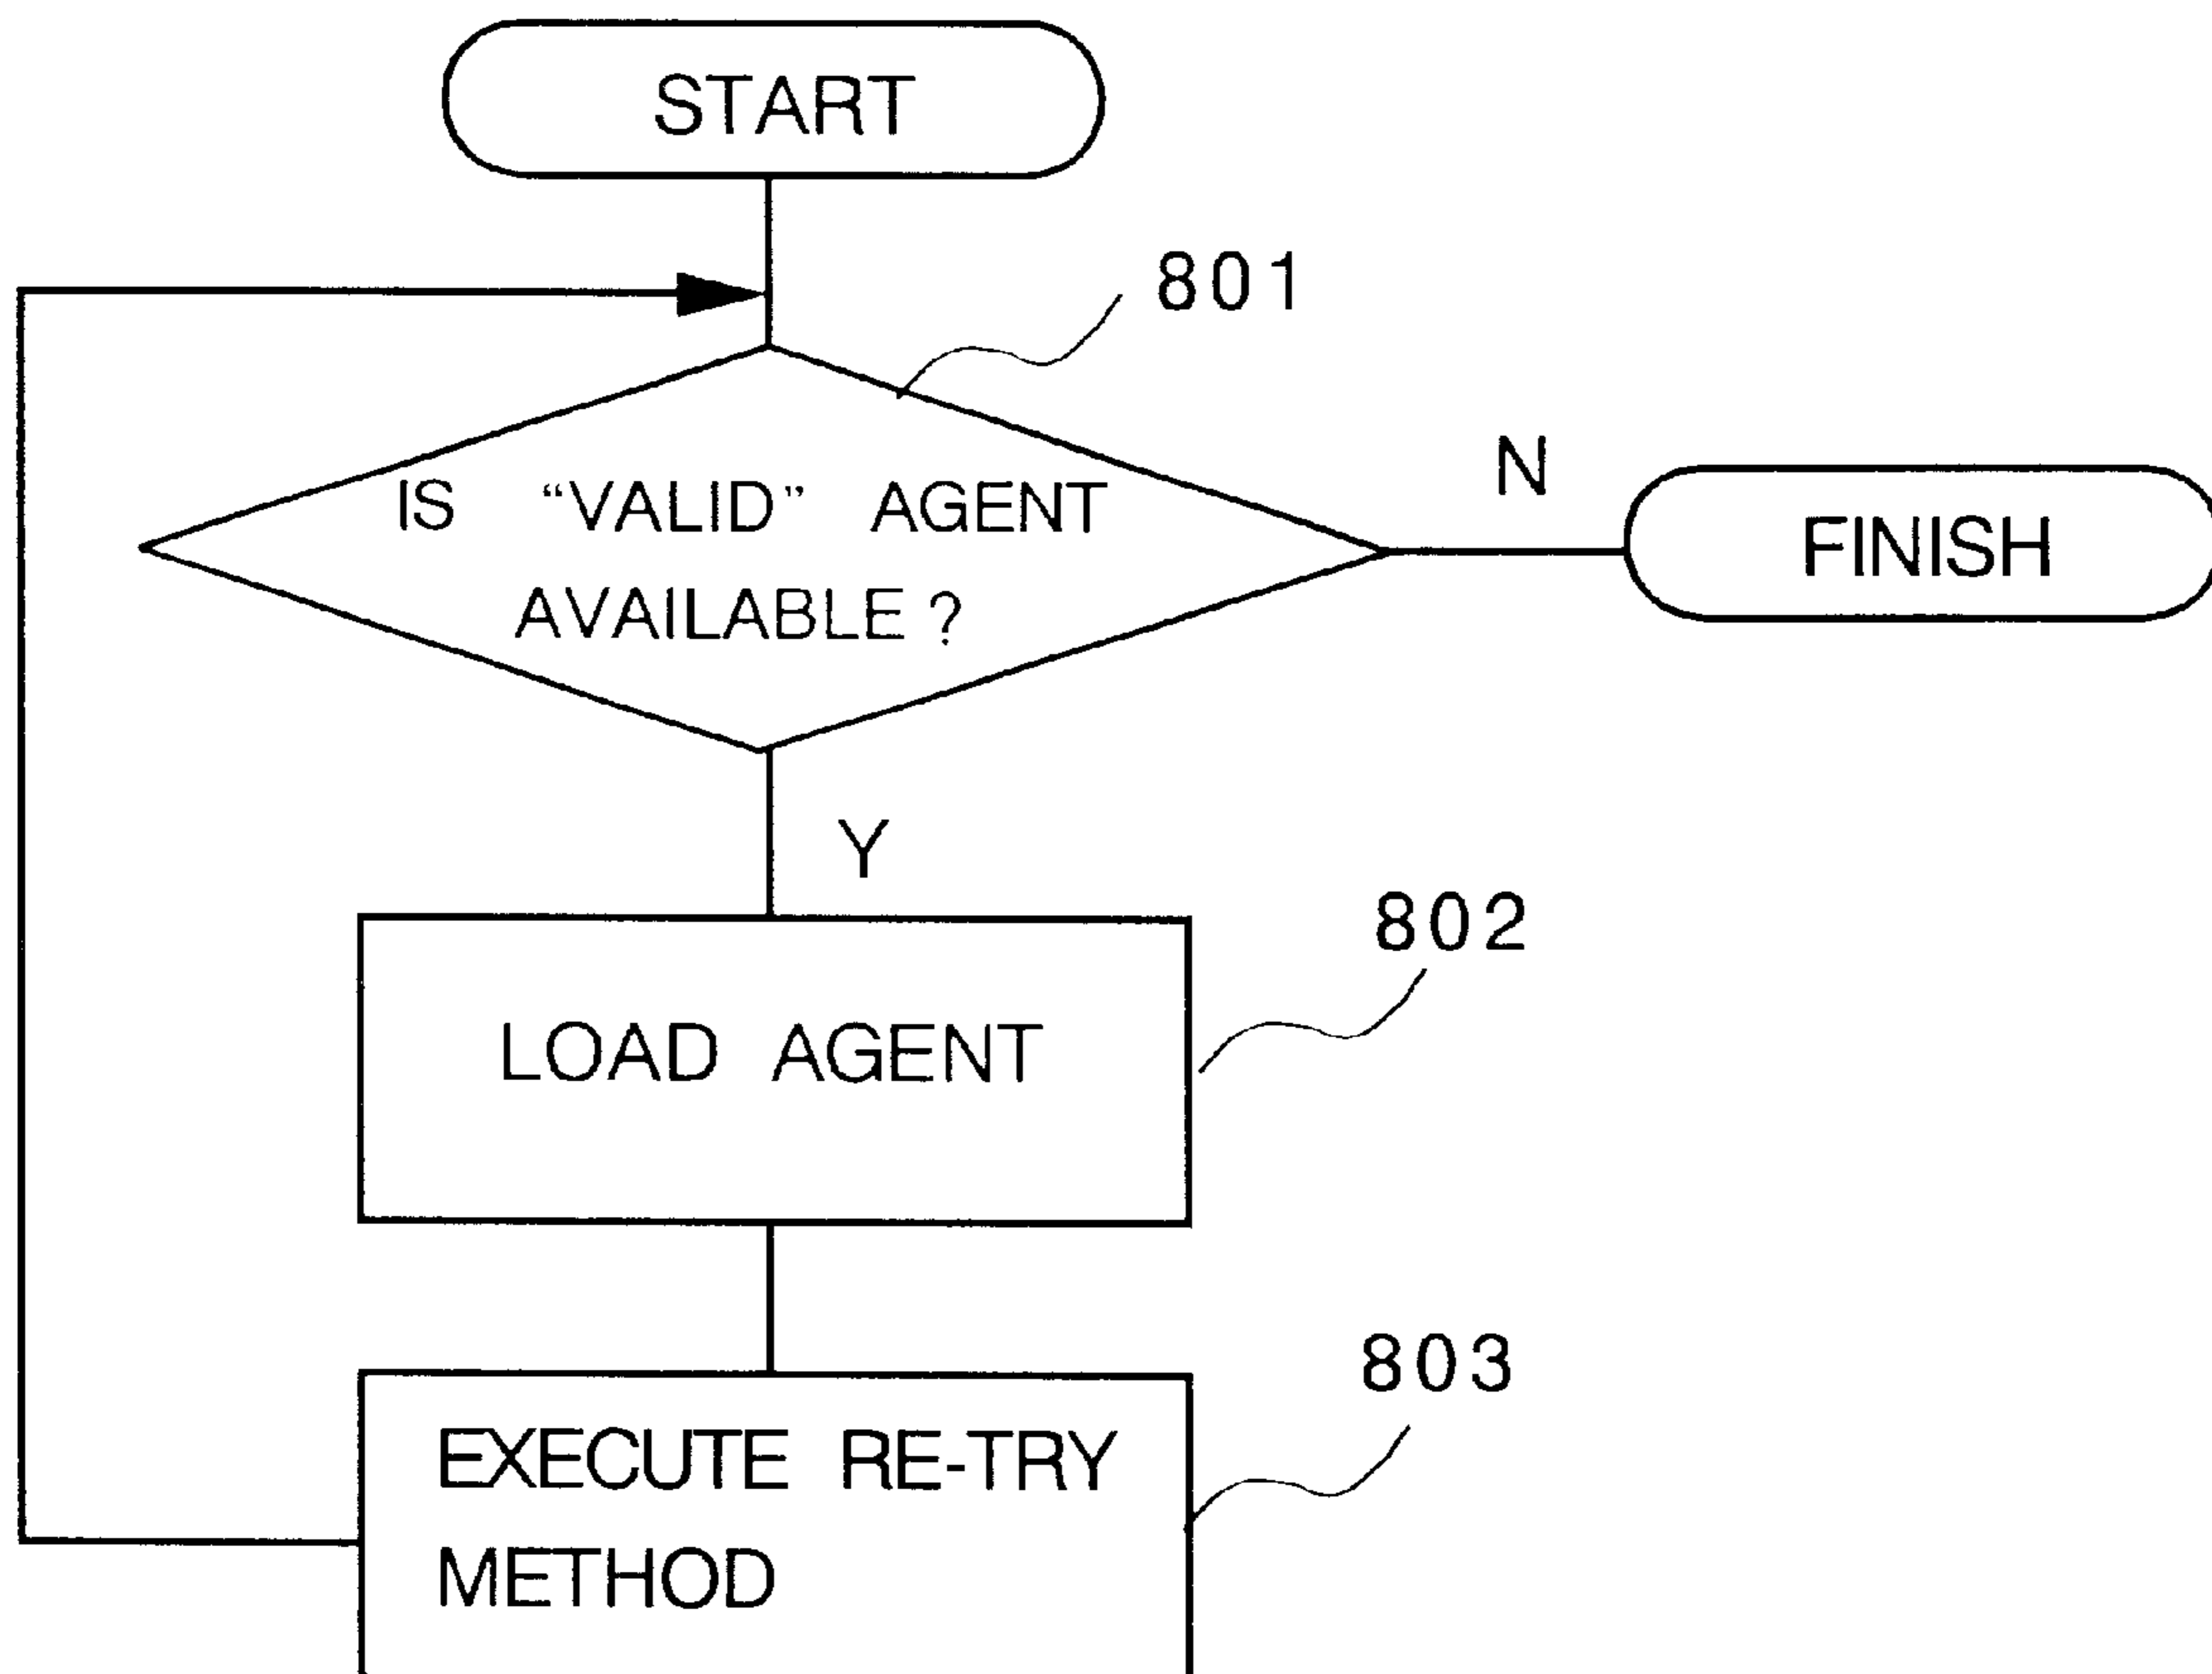 START
801
IS “VALID” AGENT
AVAILABLE ?
N
FINISH
Y
802
LOAD AGENT
803
EXECUTE RE-TRY
METHOD